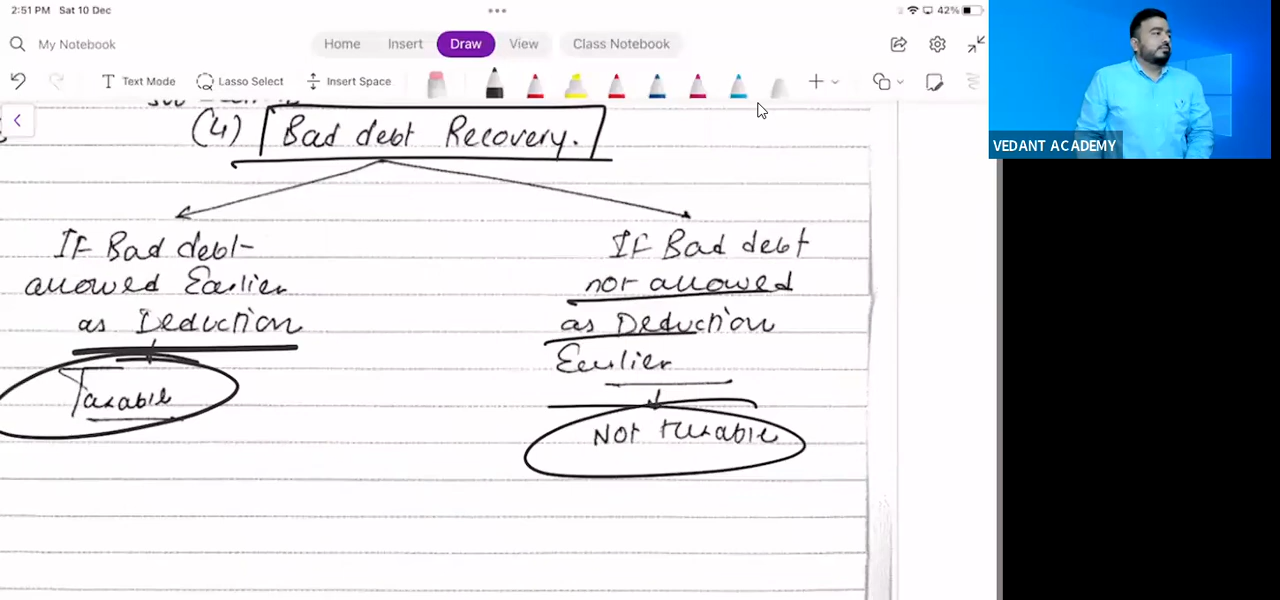 2:51 PM Sat 10 Dec
42%
My Notebook
Home Insert Draw View Class Notebook
Text Mode Lasso Select Insert Space
VEDANT ACADEMY
(4) Bad debt Recovery.
If Bad debt
allowed Earlier
as Deduction
Taxable
If Bad debt
not allowed
as Deduction
Earlier
Not taxable